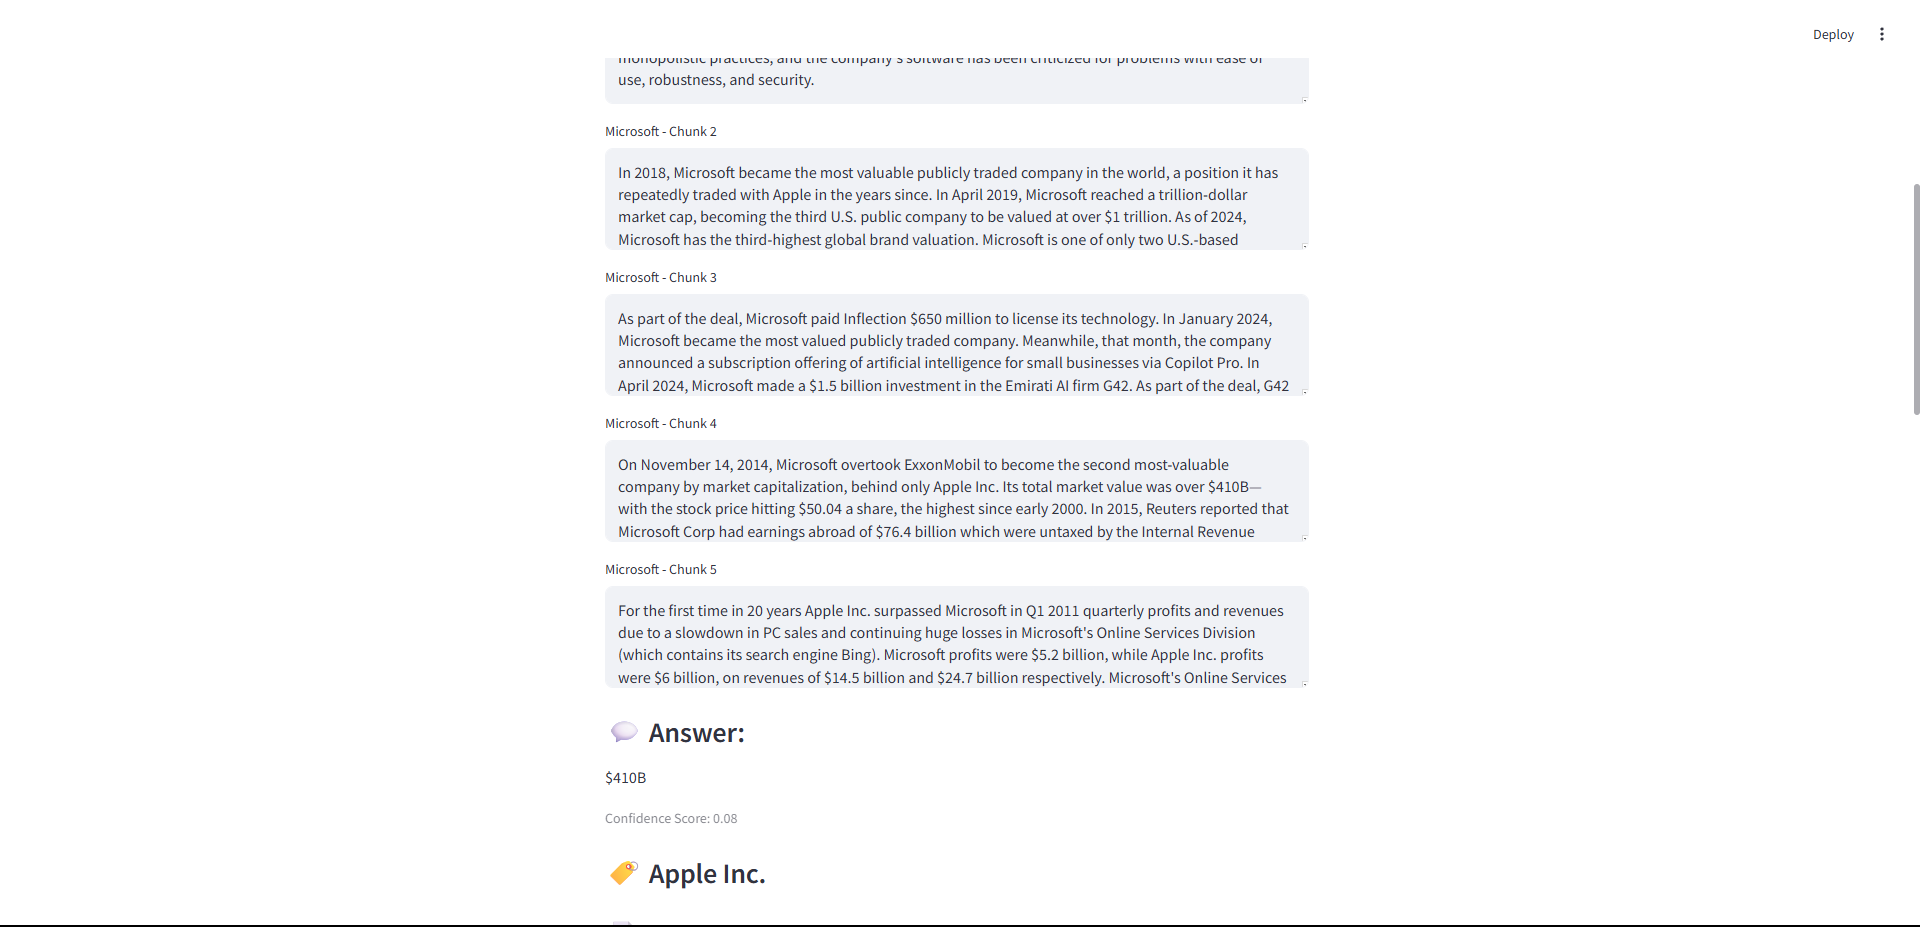 Deploy
monopolistic practices, and the company's software has been criticized for problems with ease of
use, robustness, and security.
Microsoft - Chunk 2
In 2018, Microsoft became the most valuable publicly traded company in the world, a position it has
repeatedly traded with Apple in the years since. In April 2019, Microsoft reached a trillion-dollar
market cap, becoming the third U.S. public company to be valued at over $1 trillion. As of 2024,
Microsoft has the third-highest global brand valuation. Microsoft is one of only two U.S.-based
Microsoft - Chunk 3
As part of the deal, Microsoft paid Inflection $650 million to license its technology. In January 2024,
Microsoft became the most valued publicly traded company. Meanwhile, that month, the company
announced a subscription offering of artificial intelligence for small businesses via Copilot Pro. In
April 2024, Microsoft made a $1.5 billion investment in the Emirati AI firm G42. As part of the deal, G42
Microsoft - Chunk 4
On November 14, 2014, Microsoft overtook ExxonMobil to become the second most-valuable
company by market capitalization, behind only Apple Inc. Its total market value was over $410B—
with the stock price hitting $50.04 a share, the highest since early 2000. In 2015, Reuters reported that
Microsoft Corp had earnings abroad of $76.4 billion which were untaxed by the Internal Revenue
Microsoft - Chunk 5
For the first time in 20 years Apple Inc. surpassed Microsoft in Q1 2011 quarterly profits and revenues
due to a slowdown in PC sales and continuing huge losses in Microsoft's Online Services Division
(which contains its search engine Bing). Microsoft profits were $5.2 billion, while Apple Inc. profits
were $6 billion, on revenues of $14.5 billion and $24.7 billion respectively. Microsoft's Online Services
Answer:
$410B
Confidence Score: 0.08
Apple Inc.